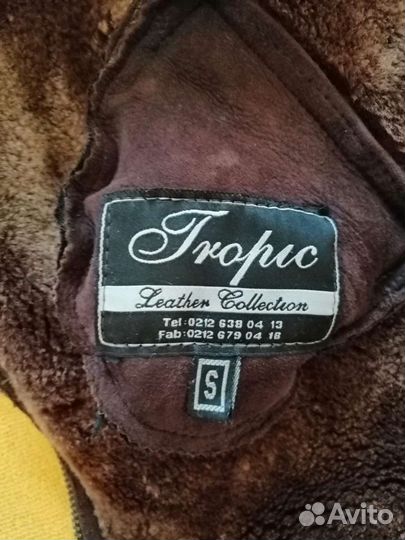 Tropic
Leather Collection
Tel:0212 638 04 13
Fab:0212 679 04 18
S
Avito